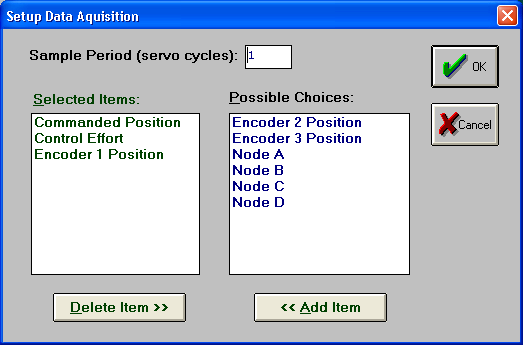 Setup Data Aquisition
Sample Period (servo cycles): 1
OK
Selected Items:
Possible Choices:
Cancel
Commanded Position
Control Effort
Encoder 1 Position
Encoder 2 Position
Encoder 3 Position
Node A
Node B
Node C
Node D
Delete Item >>
<< Add Item